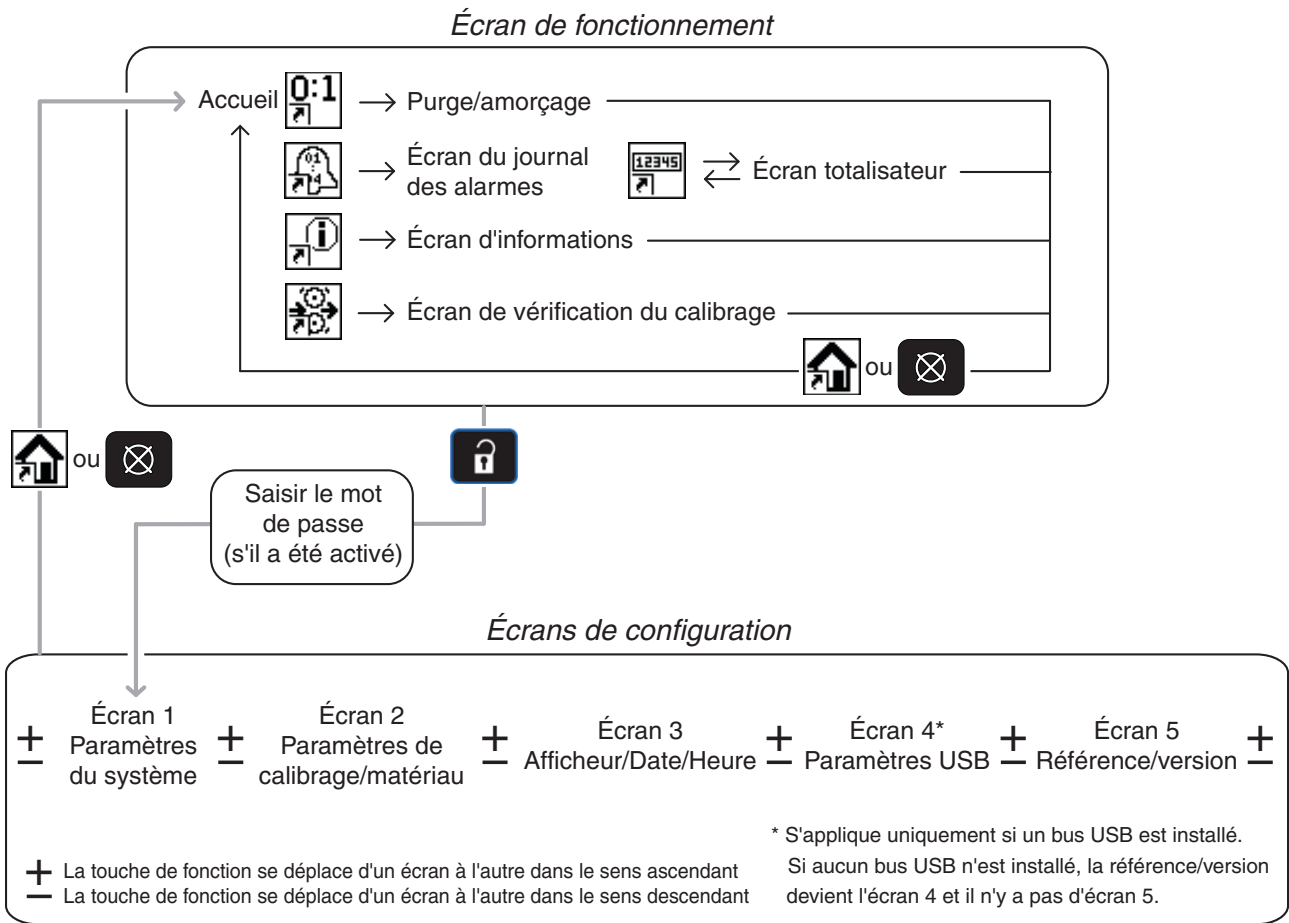 Écran de fonctionnement
Accueil
0:1
Purge/amorçage
01
4
Écran du journal
des alarmes
12345
Écran totalisateur
i
Écran d'informations
Écran de vérification du calibrage
ou
ou
Saisir le mot
de passe
(s'il a été activé)
Écrans de configuration
+
−
Écran 1
Paramètres
du système
+
−
Écran 2
Paramètres de
calibrage/matériau
+
−
Écran 3
Afficheur/Date/Heure
+
−
Écran 4*
Paramètres USB
+
−
Écran 5
Référence/version
+
−
+ La touche de fonction se déplace d'un écran à l'autre dans le sens ascendant
− La touche de fonction se déplace d'un écran à l'autre dans le sens descendant
* S'applique uniquement si un bus USB est installé.
Si aucun bus USB n'est installé, la référence/version
devient l'écran 4 et il n'y a pas d'écran 5.